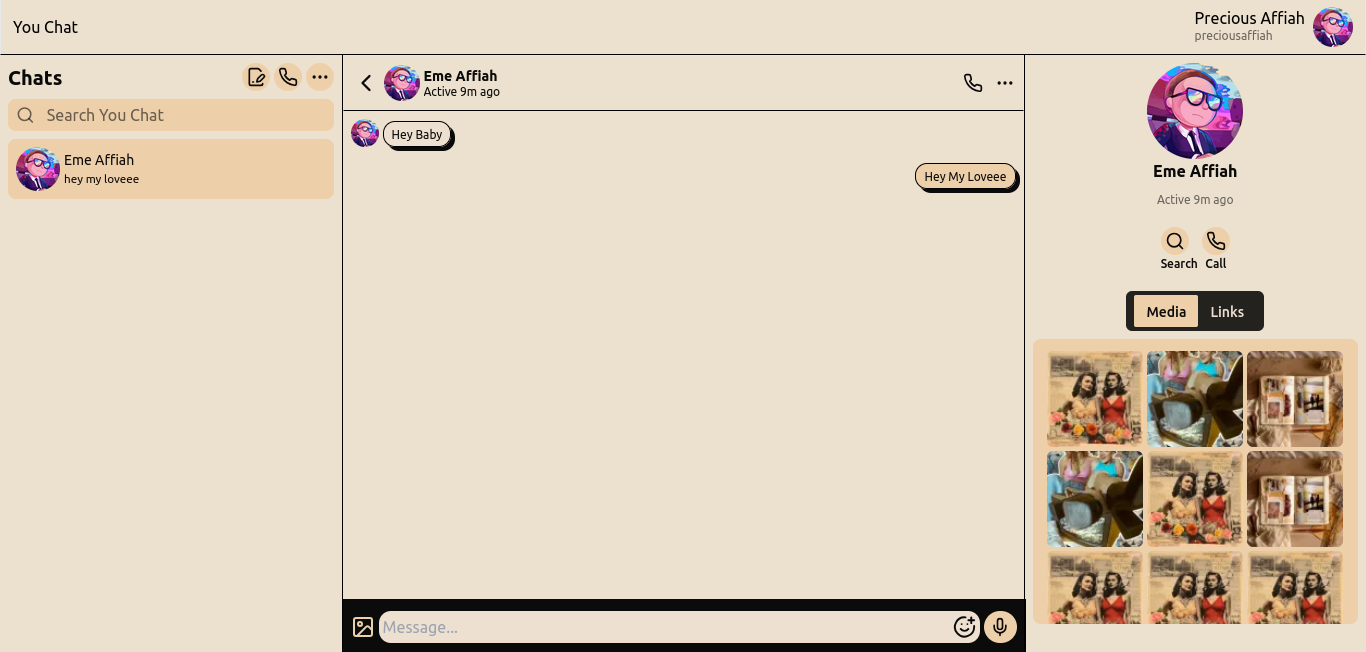 You Chat
Precious Affiah
preciousaffiah
Chats
Search You Chat
Eme Affiah
hey my loveee
Eme Affiah
Active 9m ago
Hey Baby
Hey My Loveee
Message...
Eme Affiah
Active 9m ago
Search Call
Media Links